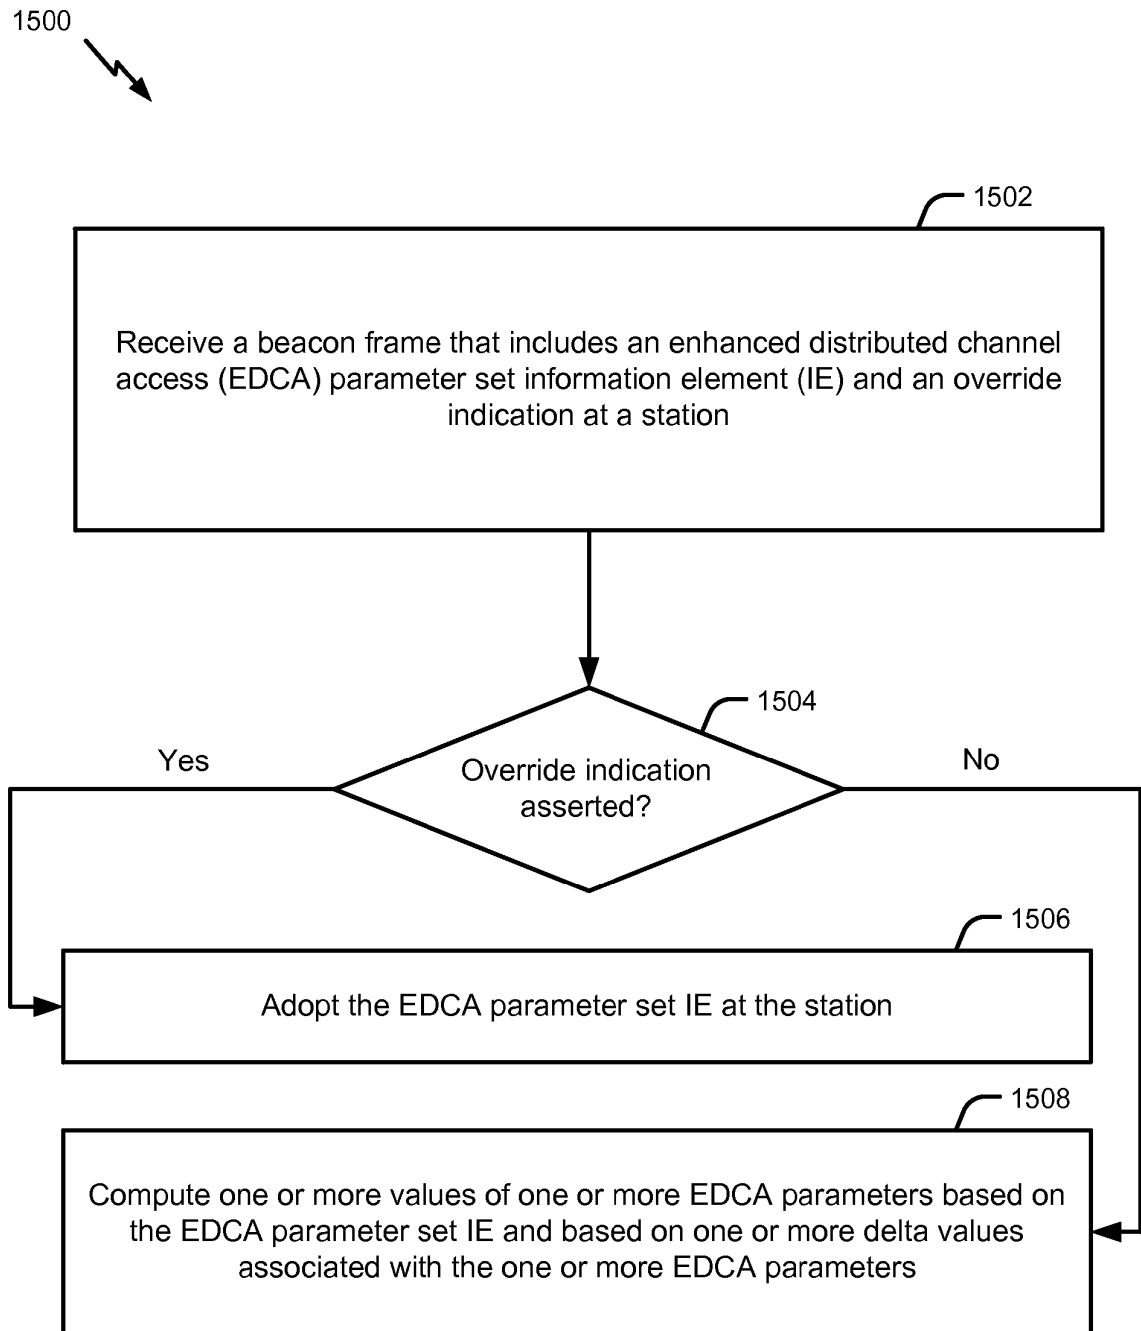 1500
1502
Receive a beacon frame that includes an enhanced distributed channel
access (EDCA) parameter set information element (IE) and an override
indication at a station
1504
Yes
No
Override indication
asserted?
1506
Adopt the EDCA parameter set IE at the station
1508
Compute one or more values of one or more EDCA parameters based on
the EDCA parameter set IE and based on one or more delta values
associated with the one or more EDCA parameters